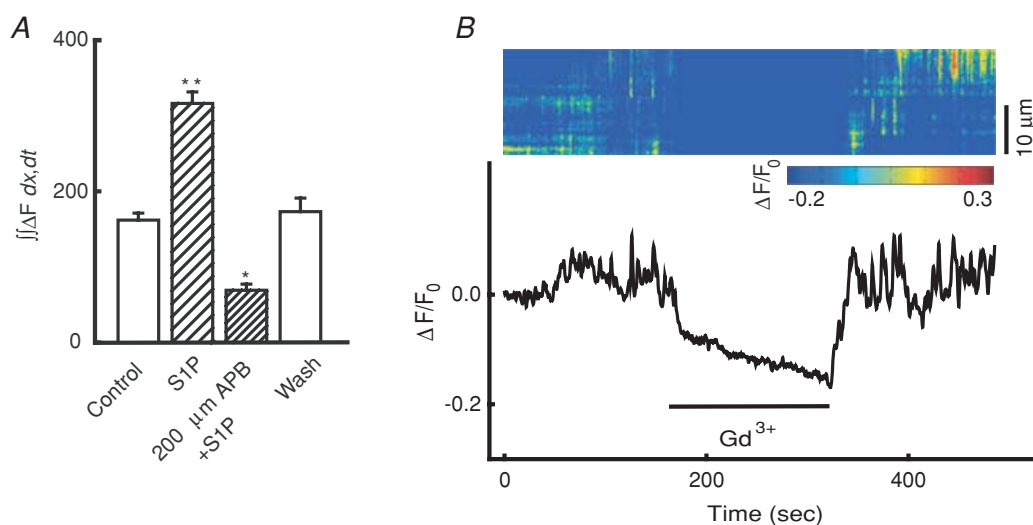 A
400
200
0
∫∫ΔF dx,dt
**
*
Control
S1P
200 μm APB
+S1P
Wash
B
10 μm
ΔF/F0
-0.2
0.3
ΔF/F0
0.0
-0.2
Gd3+
0
200
400
Time (sec)